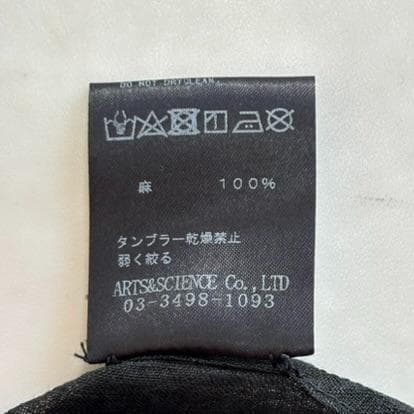 DO NOT DRYCLEAN.
麻 100%
タンブラー乾燥禁止
弱く絞る
ARTS&SCIENCE Co.,LTD
03-3498-1093